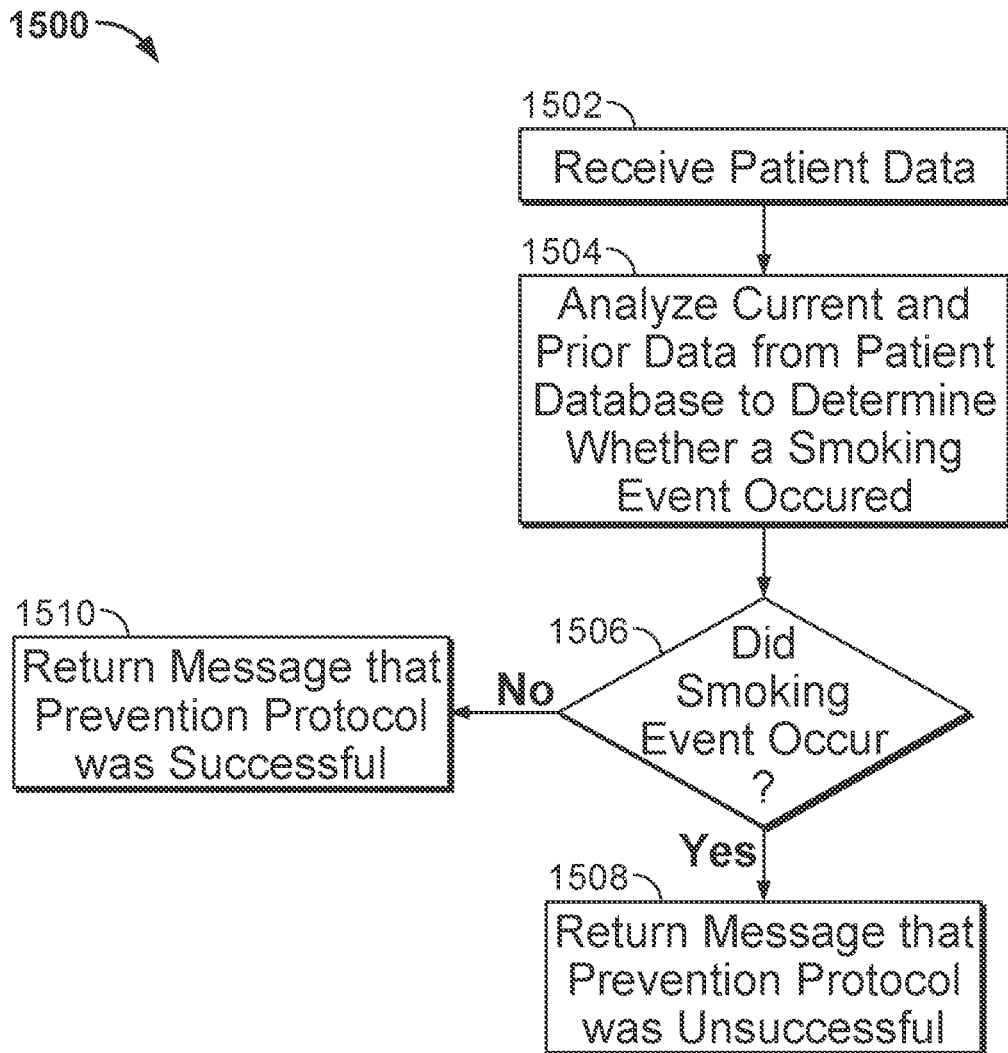 1500
1502
Receive Patient Data
1504
Analyze Current and
Prior Data from Patient
Database to Determine
Whether a Smoking
Event Occured
1506
Did
Smoking
Event Occur
?
No
1510
Return Message that
Prevention Protocol
was Successful
Yes
1508
Return Message that
Prevention Protocol
was Unsuccessful